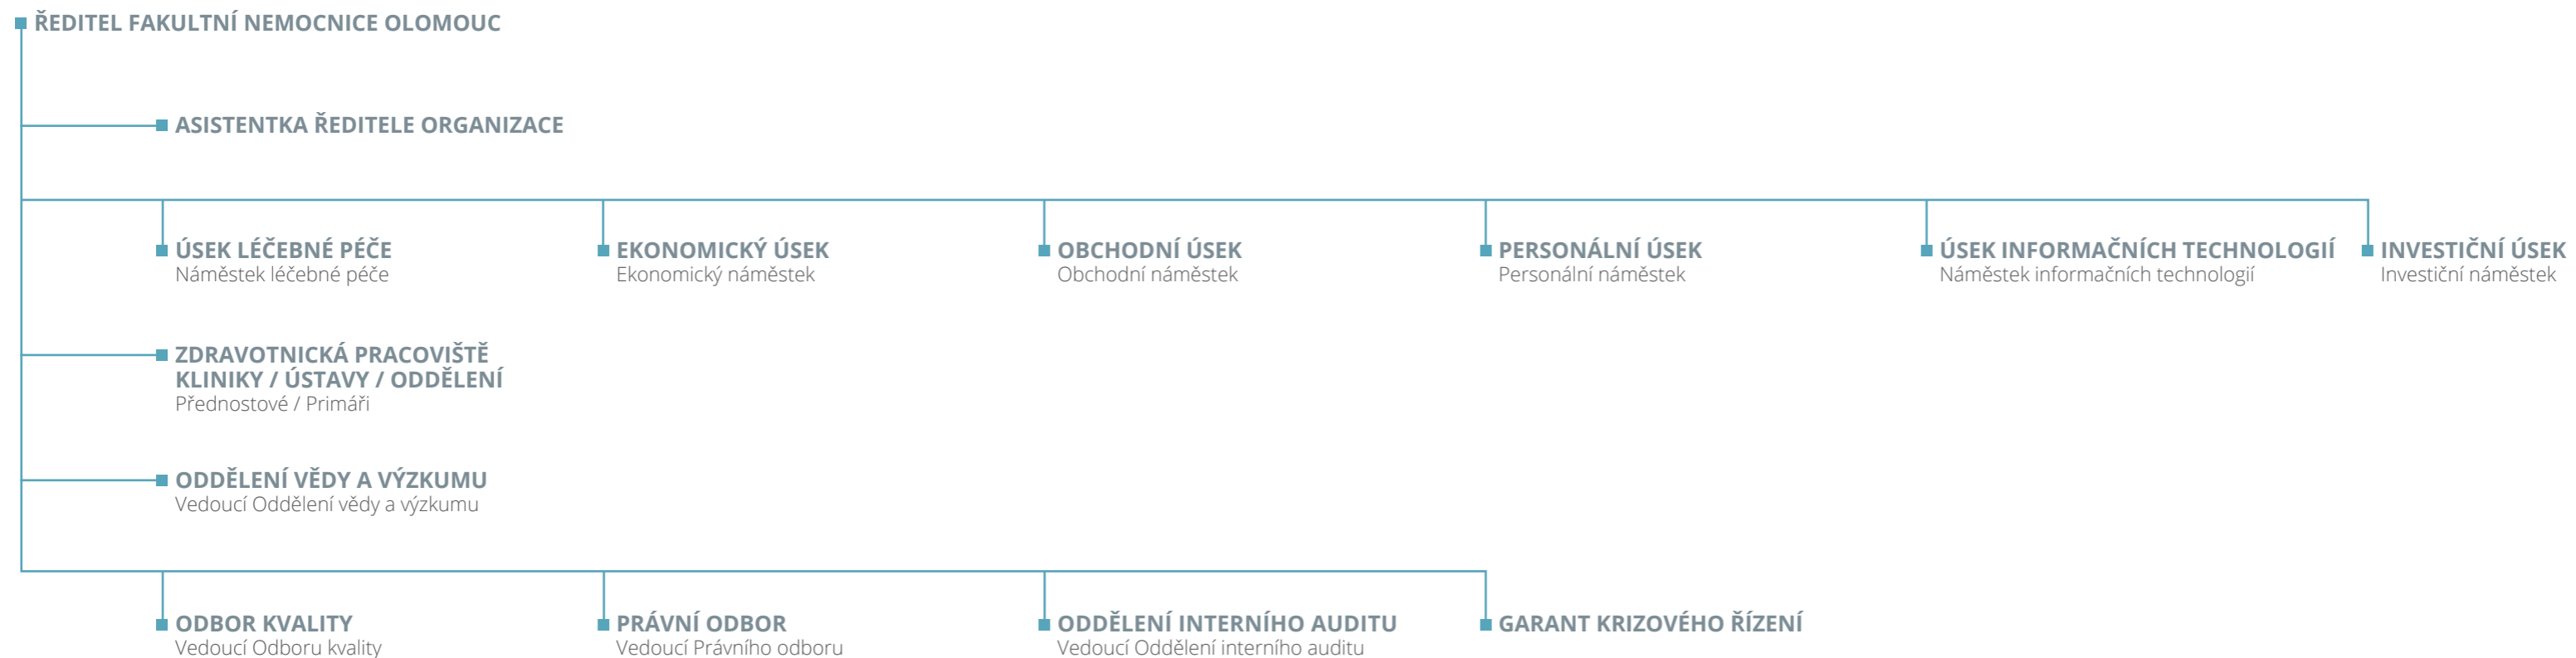 ŘEDITEL FAKULTNÍ NEMOCNICE OLOMOUC
ASISTENTKA ŘEDITELE ORGANIZACE
ÚSEK LÉČEBNÉ PÉČE
Náměstek léčebné péče
EKONOMICKÝ ÚSEK
Ekonomický náměstek
OBCHODNÍ ÚSEK
Obchodní náměstek
PERSONÁLNÍ ÚSEK
Personální náměstek
ÚSEK INFORMAČNÍCH TECHNOLOGIÍ
Náměstek informačních technologií
INVESTIČNÍ ÚSEK
Investiční náměstek
ZDRAVOTNICKÁ PRACOVIŠTĚ
KLINIKY / ÚSTAVY / ODDĚLENÍ
Přednostové / Primáři
ODDĚLENÍ VĚDY A VÝZKUMU
Vedoucí Oddělení vědy a výzkumu
ODBOR KVALITY
Vedoucí Odboru kvality
PRÁVNÍ ODBOR
Vedoucí Právního odboru
ODDĚLENÍ INTERNÍHO AUDITU
Vedoucí Oddělení interního auditu
GARANT KRIZOVÉHO ŘÍZENÍ